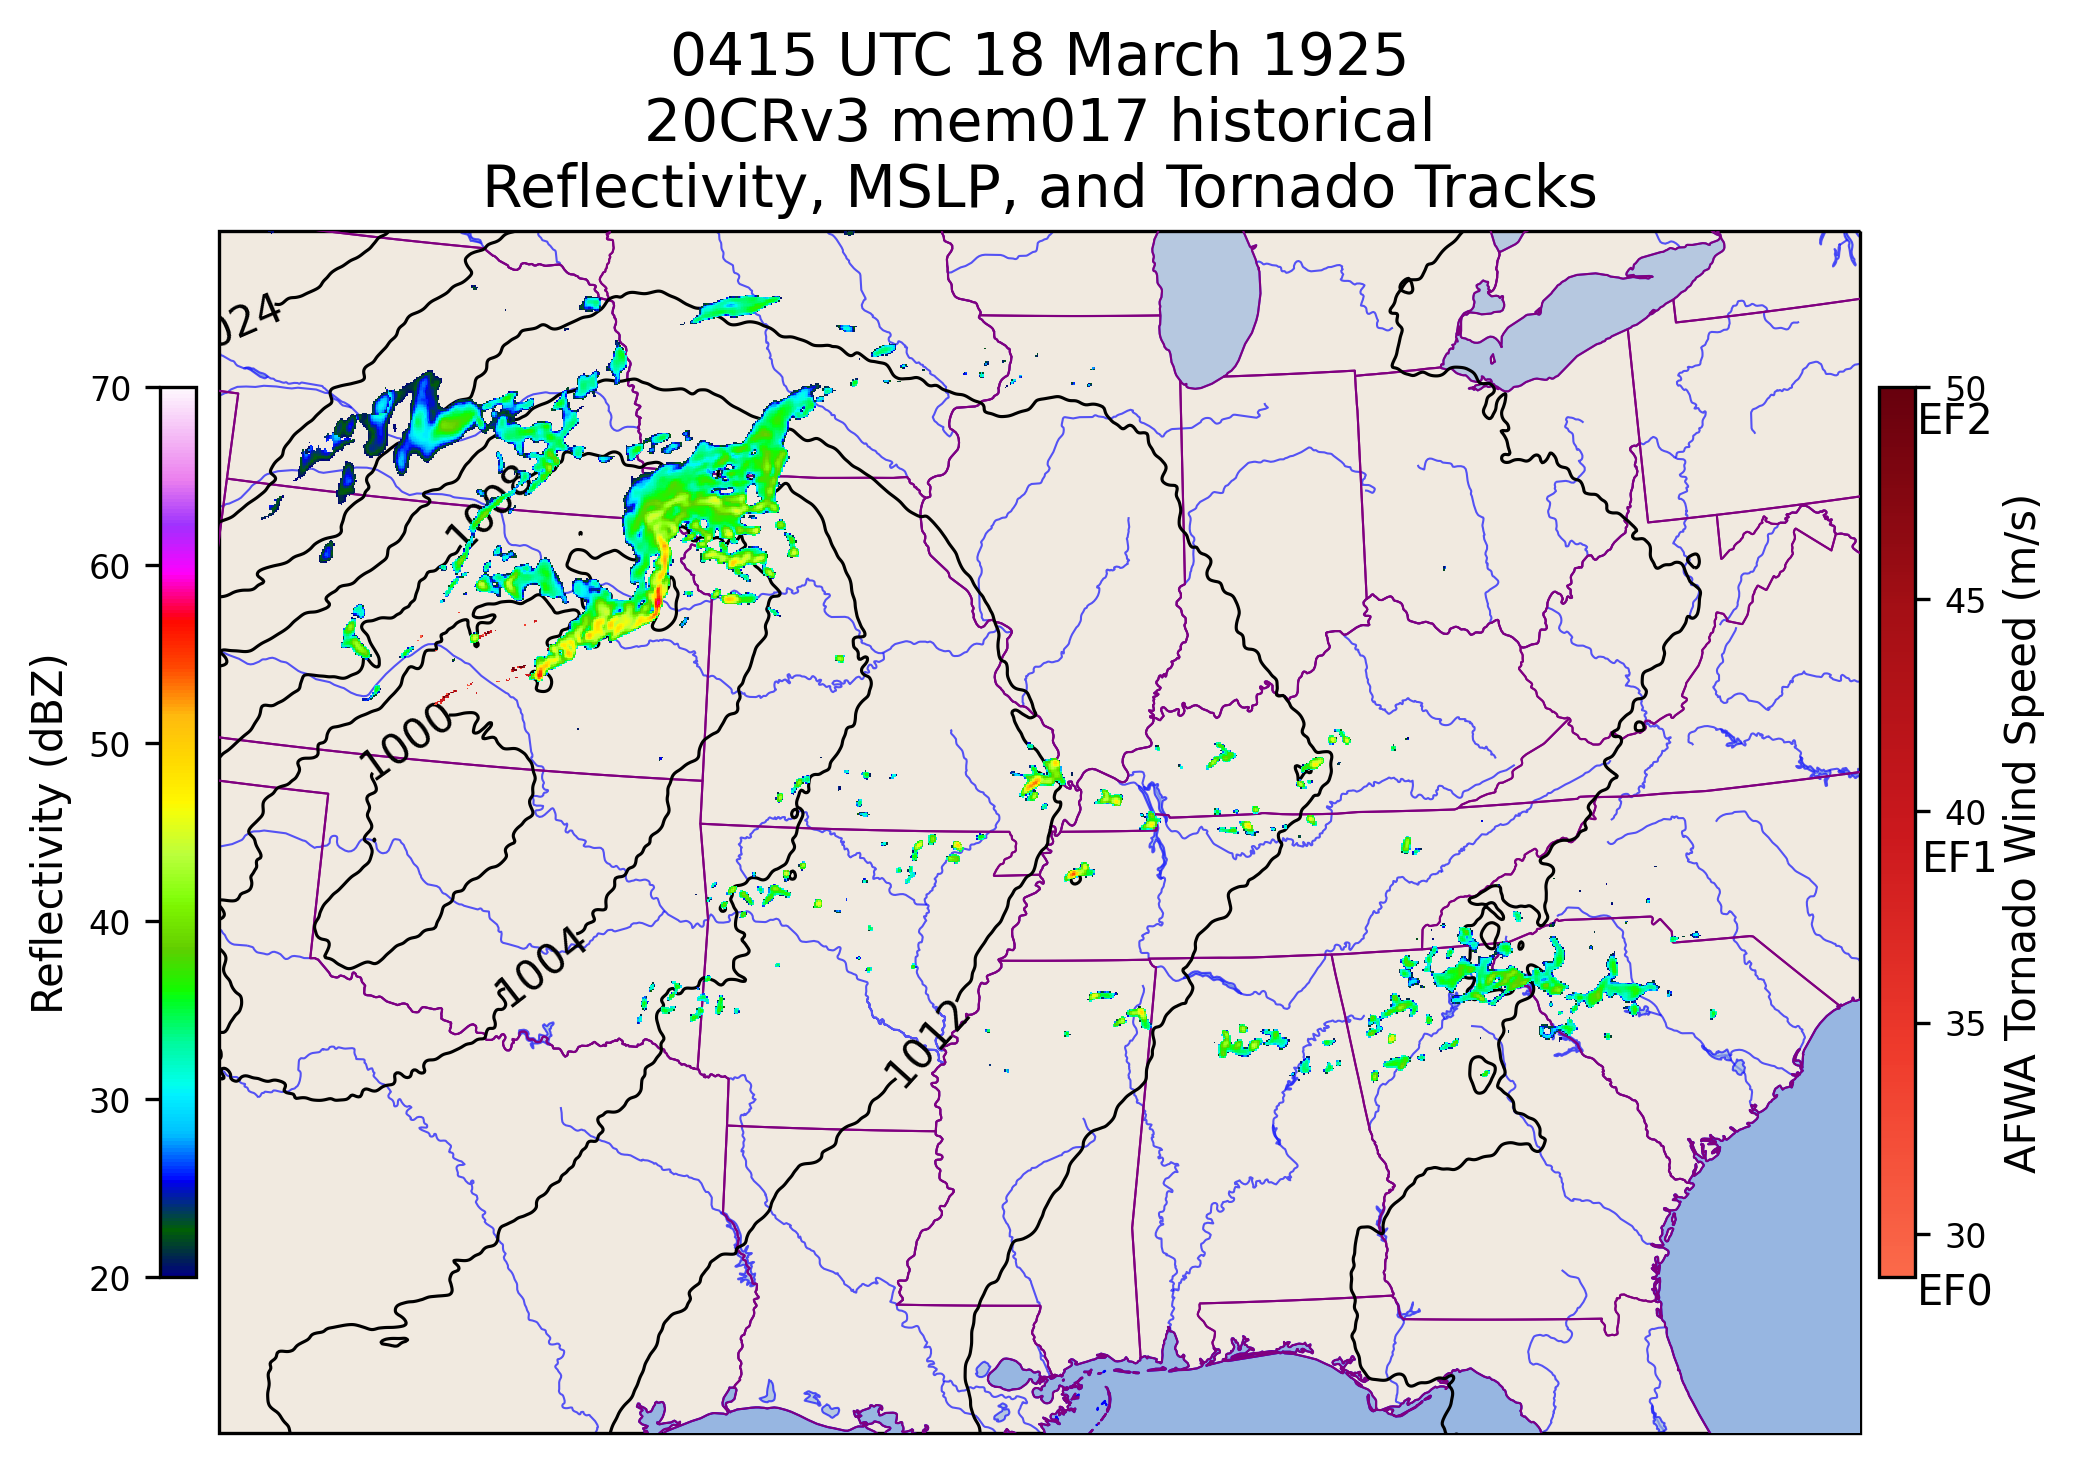 0415 UTC 18 March 1925
20CRv3 mem017 historical
Reflectivity, MSLP, and Tornado Tracks
024
1008
1000
1004
1012
Reflectivity (dBZ)
70
60
50
40
30
20
50
EF2
45
40
EF1
35
30
EF0
AFWA Tornado Wind Speed (m/s)